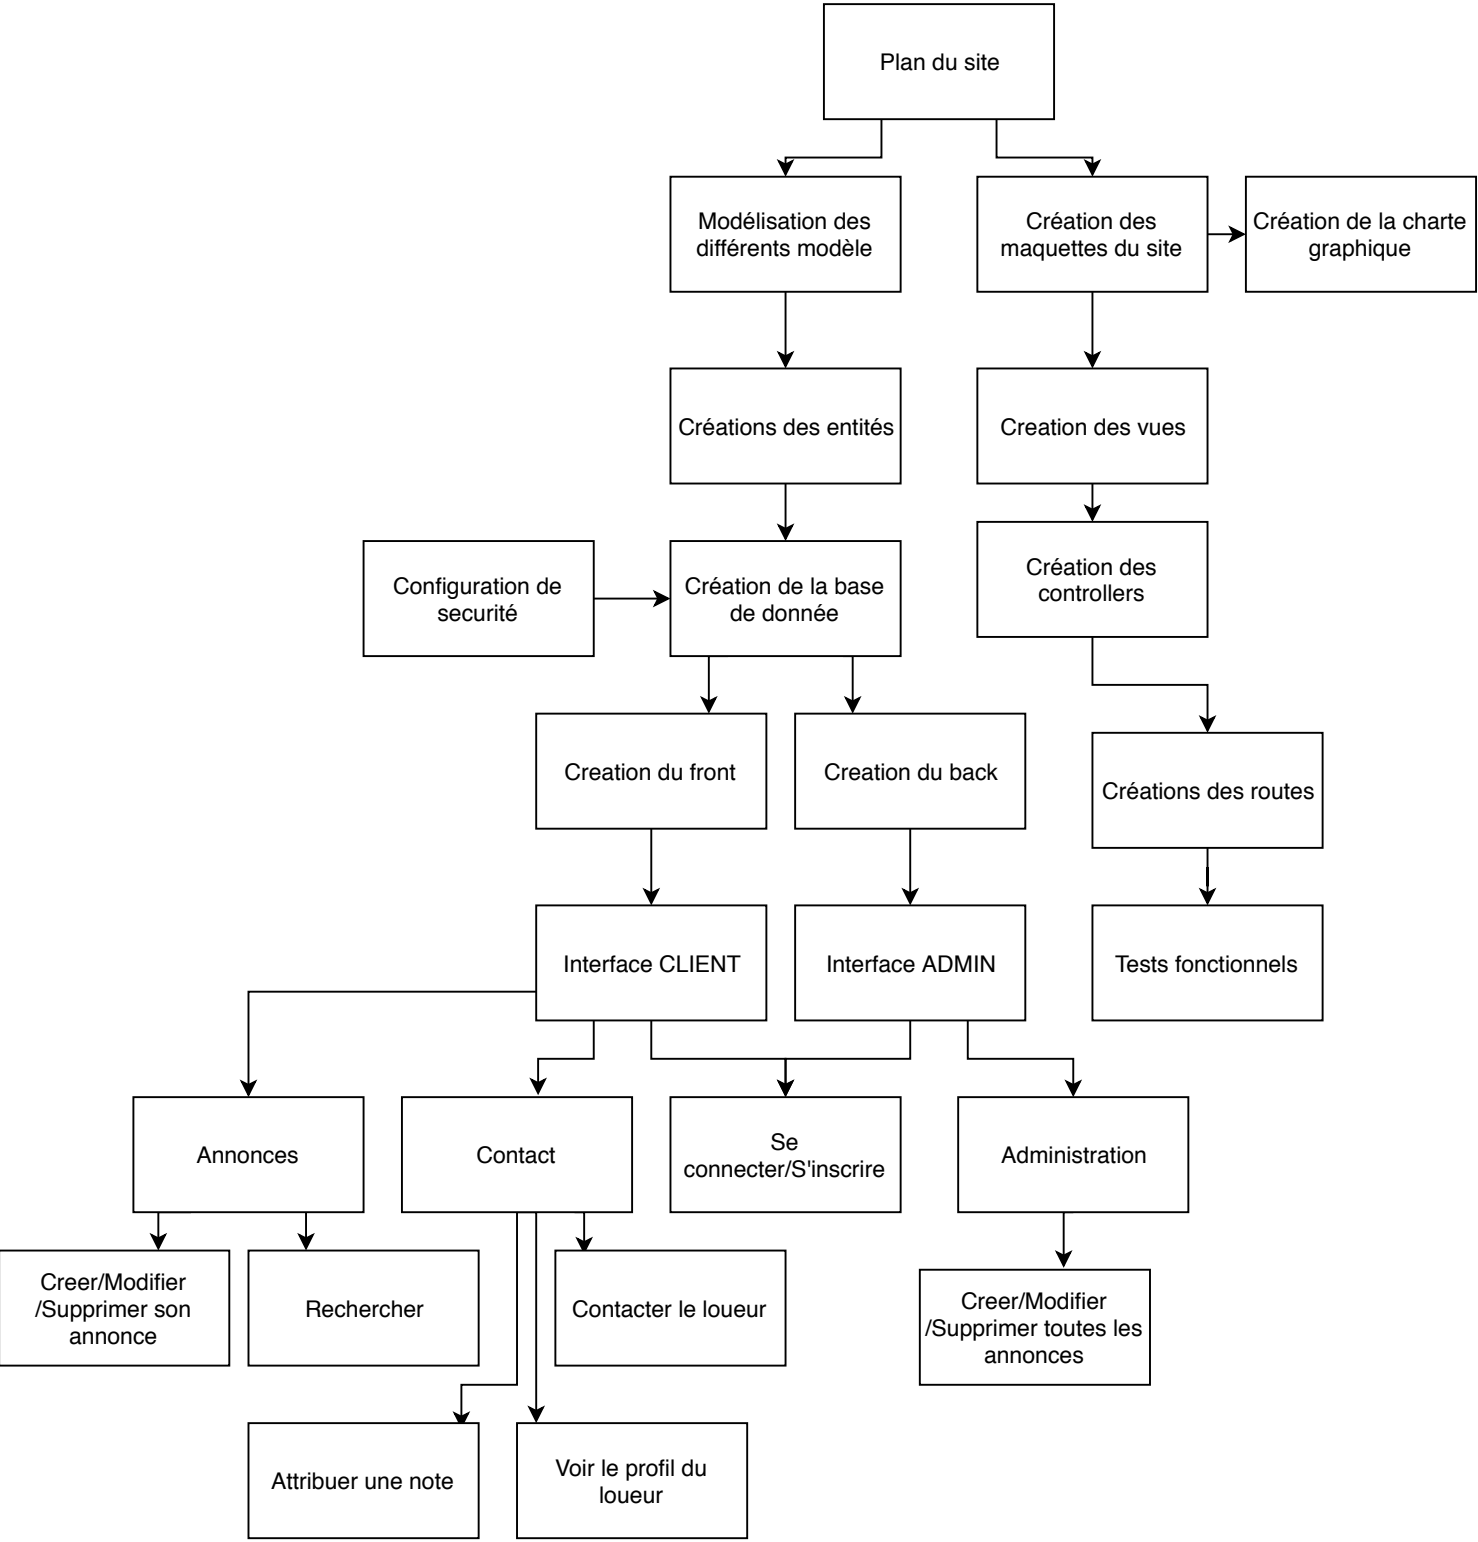 Plan du site
Modélisation des
différents modèle
Création des
maquettes du site
Création de la charte
graphique
Créations des entités
Creation des vues
Configuration de
securité
Création de la base
de donnée
Création des
controllers
Creation du front
Creation du back
Créations des routes
Interface CLIENT
Interface ADMIN
Tests fonctionnels
Annonces
Contact
Se
connecter/S'inscrire
Administration
Creer/Modifier
/Supprimer son
annonce
Rechercher
Contacter le loueur
Creer/Modifier
/Supprimer toutes les
annonces
Attribuer une note
Voir le profil du
loueur